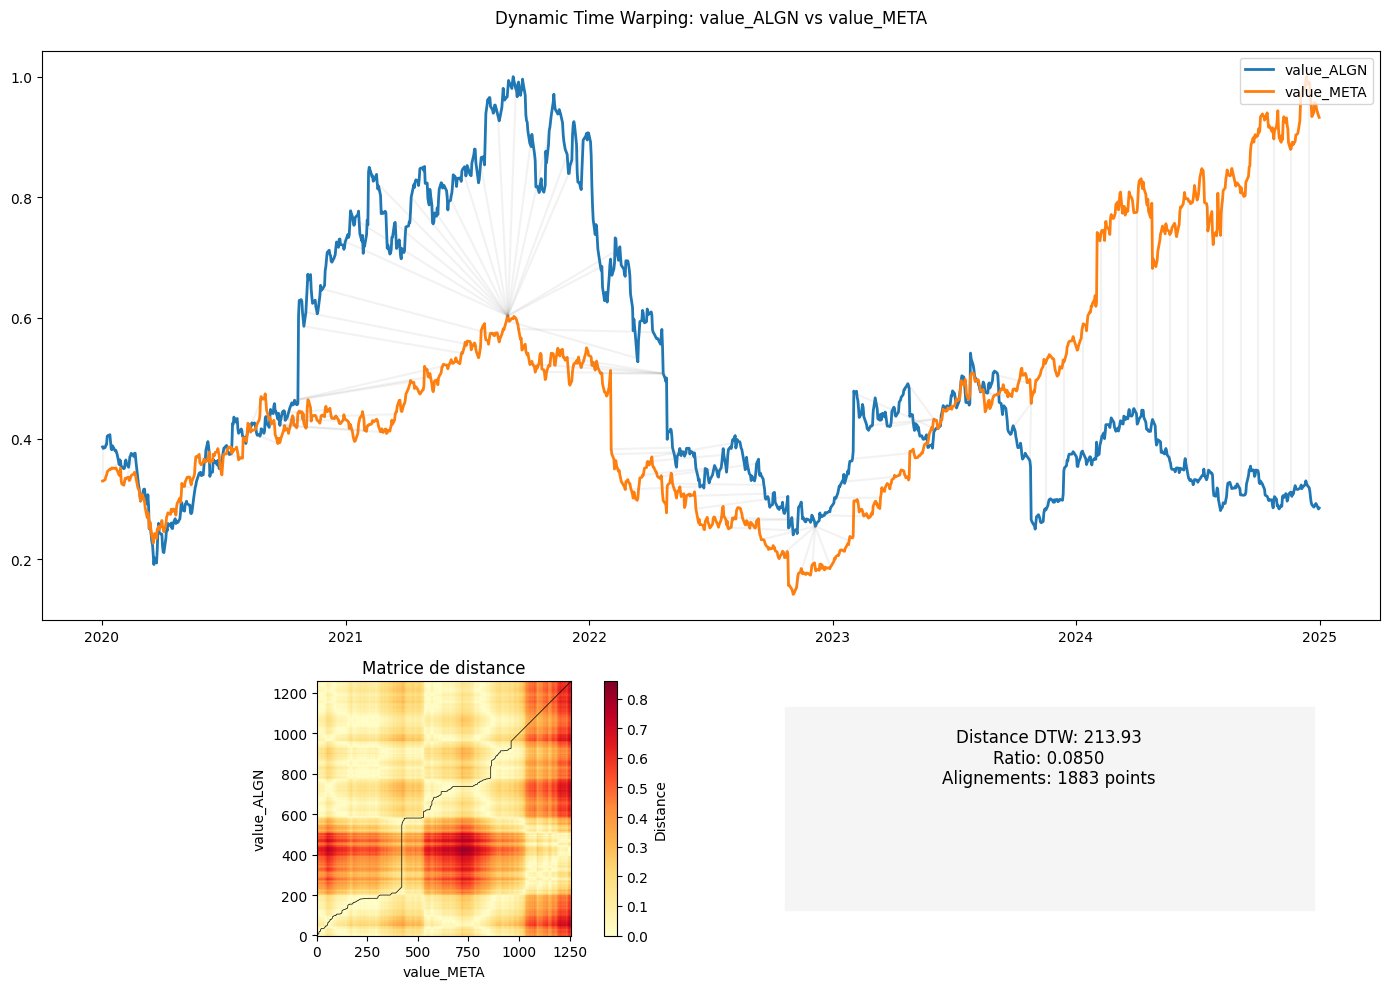 Dynamic Time Warping: value_ALGN vs value_META
1.0
0.8
0.6
0.4
0.2
value_ALGN
value_META
2020 2021 2022 2023 2024 2025
Matrice de distance
1200
1000
800
600
400
200
0
value_ALGN
0 250 500 750 1000 1250
value_META
0.8
0.7
0.6
0.5
0.4
0.3
0.2
0.1
0.0
Distance
Distance DTW: 213.93
Ratio: 0.0850
Alignements: 1883 points